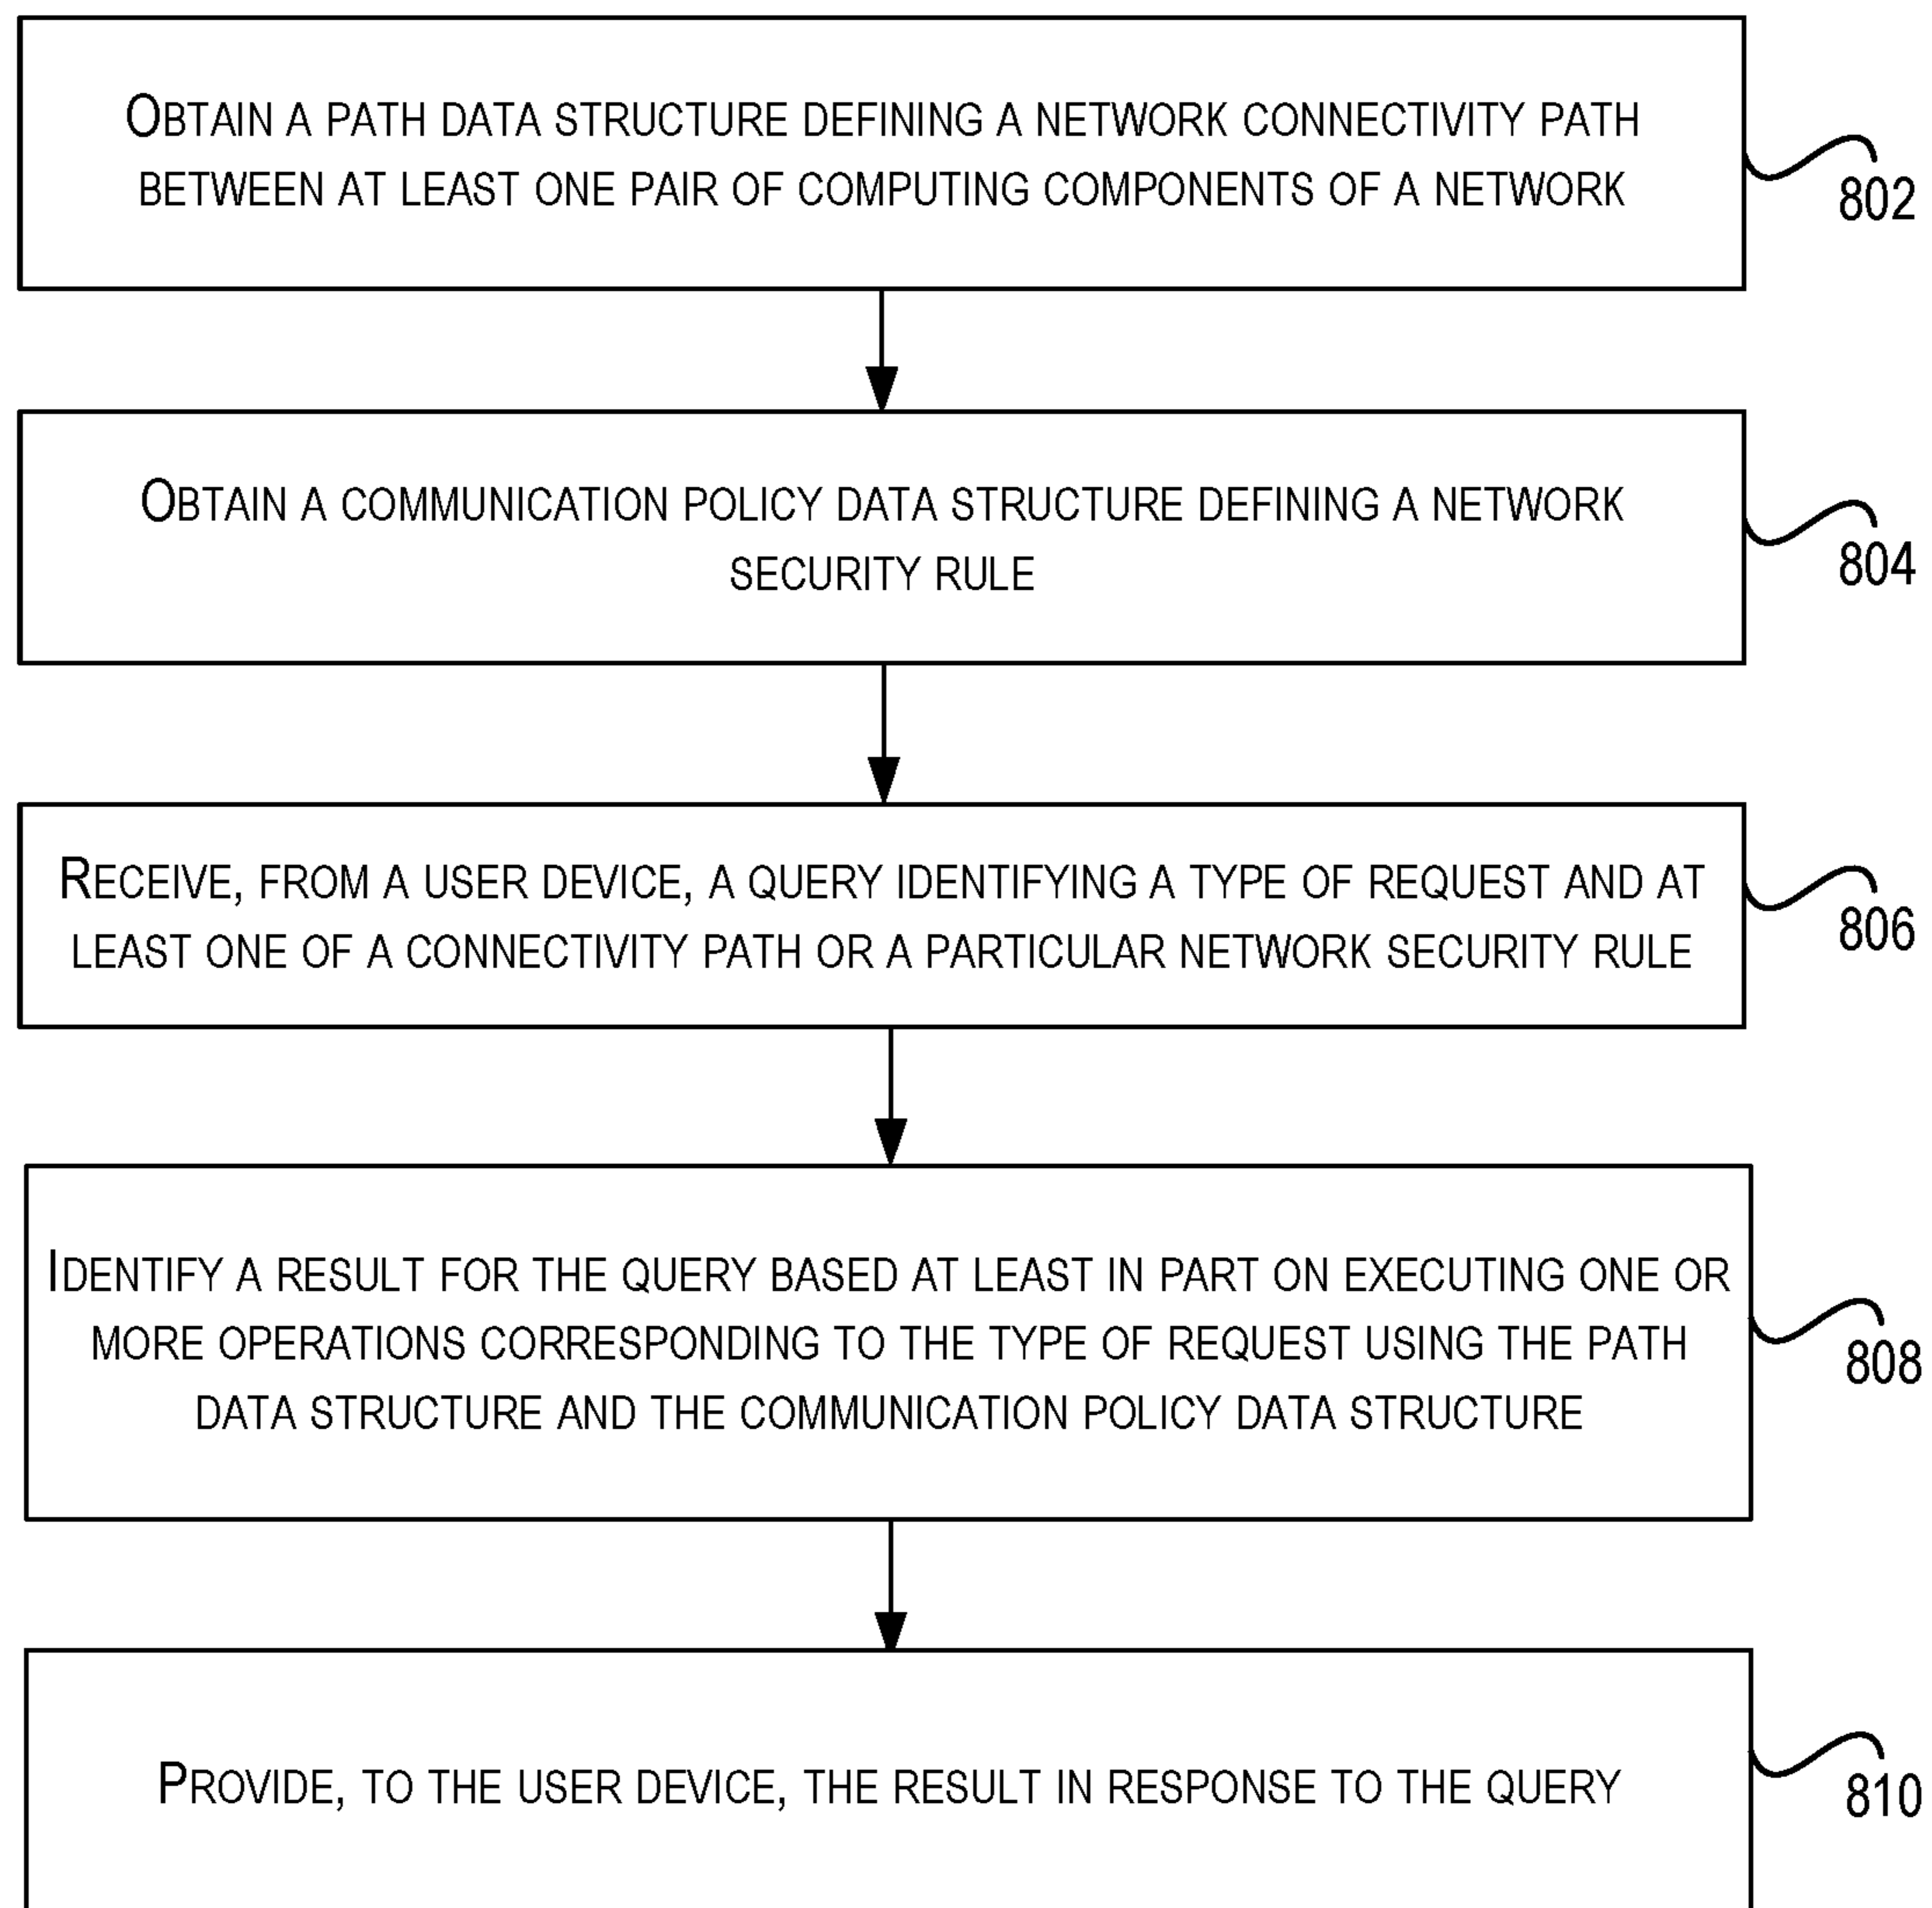 OBTAIN A PATH DATA STRUCTURE DEFINING A NETWORK CONNECTIVITY PATH
BETWEEN AT LEAST ONE PAIR OF COMPUTING COMPONENTS OF A NETWORK
802
OBTAIN A COMMUNICATION POLICY DATA STRUCTURE DEFINING A NETWORK
SECURITY RULE
804
RECEIVE, FROM A USER DEVICE, A QUERY IDENTIFYING A TYPE OF REQUEST AND AT
LEAST ONE OF A CONNECTIVITY PATH OR A PARTICULAR NETWORK SECURITY RULE
806
IDENTIFY A RESULT FOR THE QUERY BASED AT LEAST IN PART ON EXECUTING ONE OR
MORE OPERATIONS CORRESPONDING TO THE TYPE OF REQUEST USING THE PATH
DATA STRUCTURE AND THE COMMUNICATION POLICY DATA STRUCTURE
808
PROVIDE, TO THE USER DEVICE, THE RESULT IN RESPONSE TO THE QUERY
810